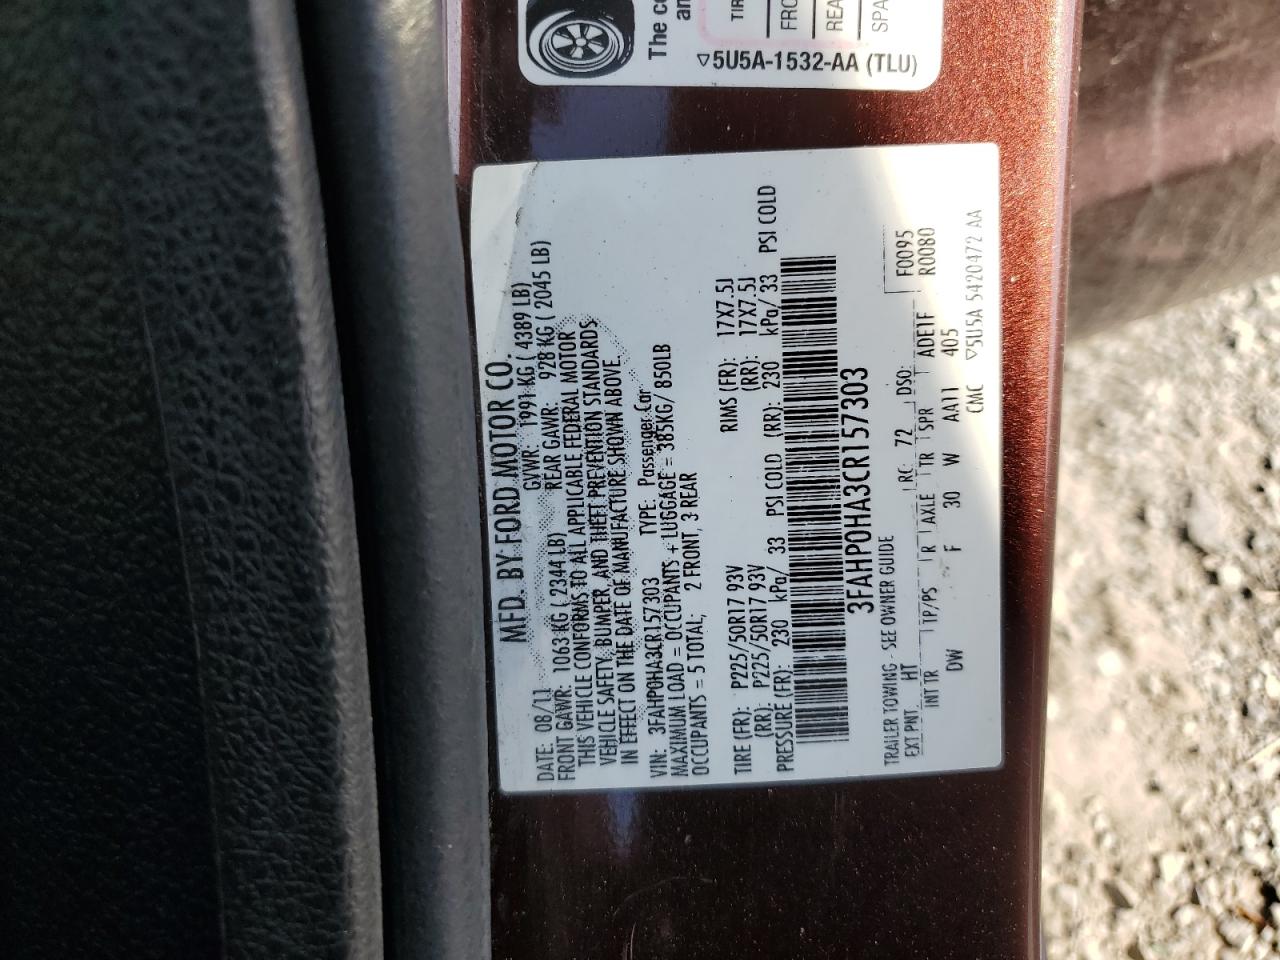 MFD. BY FORD MOTOR CO.
DATE: 08/11 GVWR: 1991 KG ( 4389 LB)
FRONT GAWR: 1063 KG ( 2344 LB) REAR GAWR: 928 KG ( 2045 LB)
THIS VEHICLE CONFORMS TO ALL APPLICABLE FEDERAL MOTOR
VEHICLE SAFETY, BUMPER, AND THEFT PREVENTION STANDARDS
IN EFFECT ON THE DATE OF MANUFACTURE SHOWN ABOVE.
VIN: 3FAHP0HA3CR157303 TYPE: Passenger Car
MAXIMUM LOAD = OCCUPANTS + LUGGAGE = 385KG/ 850LB
OCCUPANTS = 5 TOTAL; 2 FRONT, 3 REAR
TIRE (FR): P225/50R17 93V RIMS (FR): 17X7.5J
(RR): P225/50R17 93V (RR): 17X7.5J
PRESSURE (FR): 230 kPa/ 33 PSI COLD (RR): 230 kPa/ 33 PSI COLD
3FAHP0HA3CR157303
TRAILER TOWING - SEE OWNER GUIDE
EXT PNT HT RC 72 DSO: F0095
INT TR TP/PS R AXLE TR SPR ADE1F R0080
DW F 30 W AA11 405
CMC ▽5U5A 5420472 AA
The co
an
TIR
FRO
REA
SPA
▽5U5A-1532-AA (TLU)